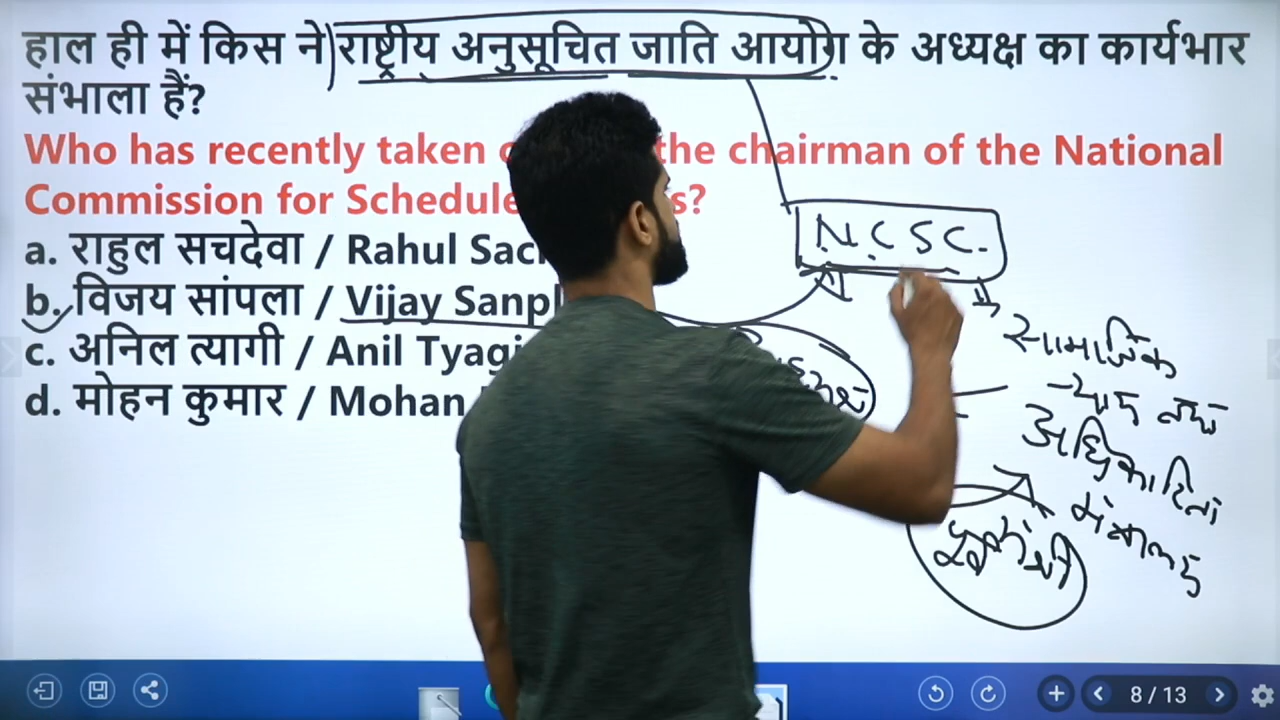 हाल ही में किस ने राष्ट्रीय अनुसूचित जाति आयोग के अध्यक्ष का कार्यभार
संभाला हैं?
Who has recently taken the chairman of the National
Commission for Schedule s?
a. राहुल सचदेवा / Rahul Sac
b. विजय सांपला / Vijay Sanpl
c. अनिल त्यागी / Anil Tyagi
d. मोहन कुमार / Mohan
NCSC.
सामाजिक
न्याय तथा
अधिकारिता
8 / 13